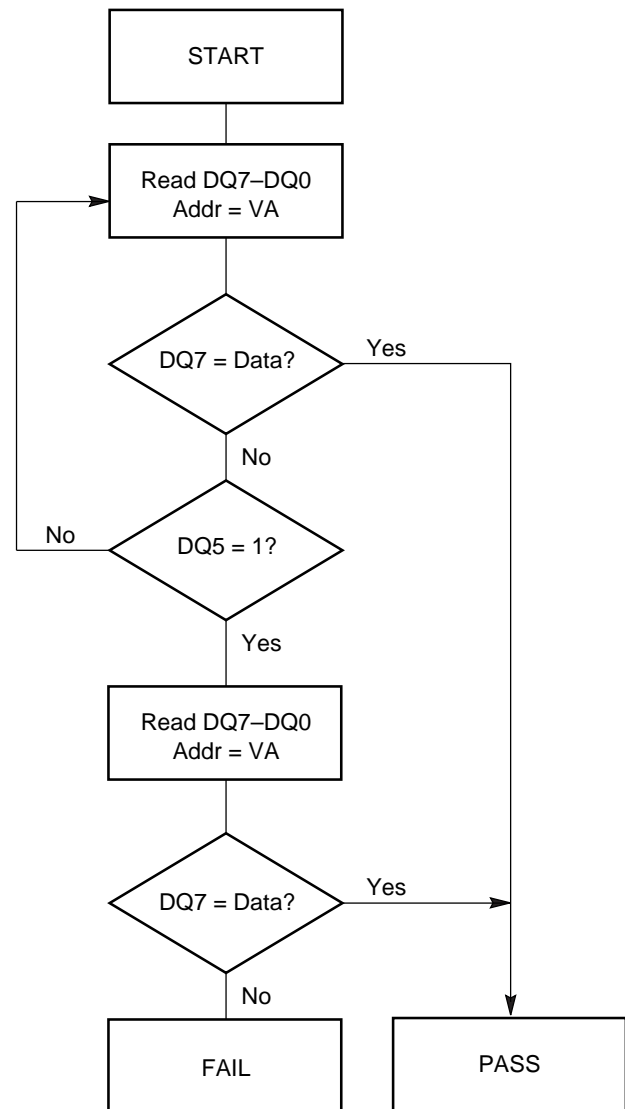 START
Read DQ7–DQ0
Addr = VA
DQ7 = Data?
Yes
No
No
DQ5 = 1?
Yes
Read DQ7–DQ0
Addr = VA
DQ7 = Data?
Yes
No
FAIL
PASS